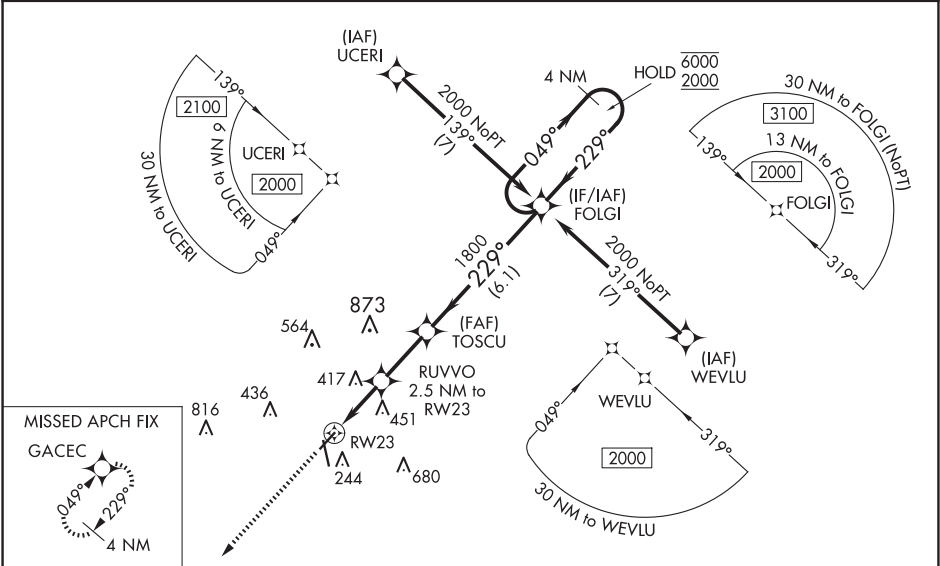 (IAF)
UCERI
2000 NoPT
139°
(7)
4 NM
HOLD
6000
2000
049°
229°
(IF/IAF)
FOLGI
139°
2100
6 NM to UCERI
UCERI
2000
049°
30 NM to UCERI
30 NM to FOLGI (NoPT)
3100
139°
13 NM to FOLGI
2000
FOLGI
319°
1800
229°
(6.1)
2000 NoPT
319°
(7)
(IAF)
WEVLU
873
564
(FAF)
TOSCU
417
RUVVO
2.5 NM to
RW23
436
451
816
RW23
244
680
WEVLU
049°
319°
2000
30 NM to WEVLU
MISSED APCH FIX
GACEC
049°
229°
4 NM